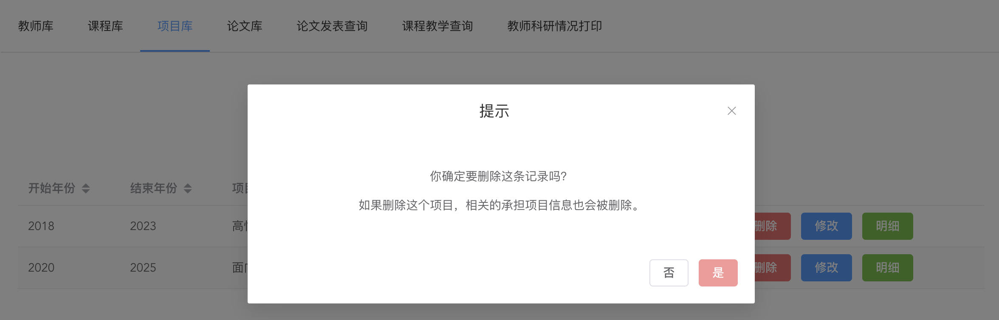 教师库 课程库 项目库 论文库 论文发表查询 课程教学查询 教师科研情况打印
提示
你确定要删除这条记录吗?
如果删除这个项目，相关的承担项目信息也会被删除。
否 是
开始年份 结束年份 项
2018 2023 高 删除 修改 明细
2020 2025 面 删除 修改 明细